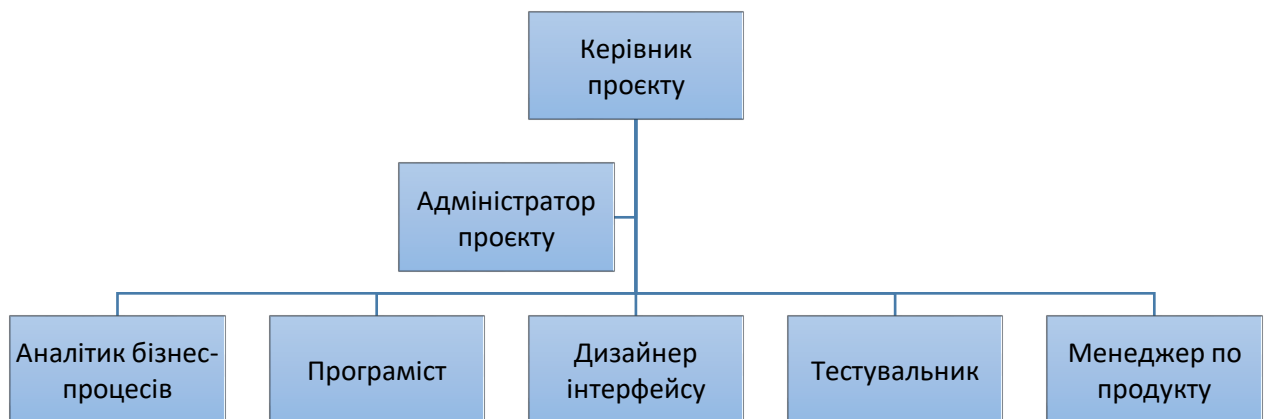 Керівник
проєкту
Адміністратор
проєкту
Аналітик бізнес-
процесів
Програміст
Дизайнер
інтерфейсу
Тестувальник
Менеджер по
продукту